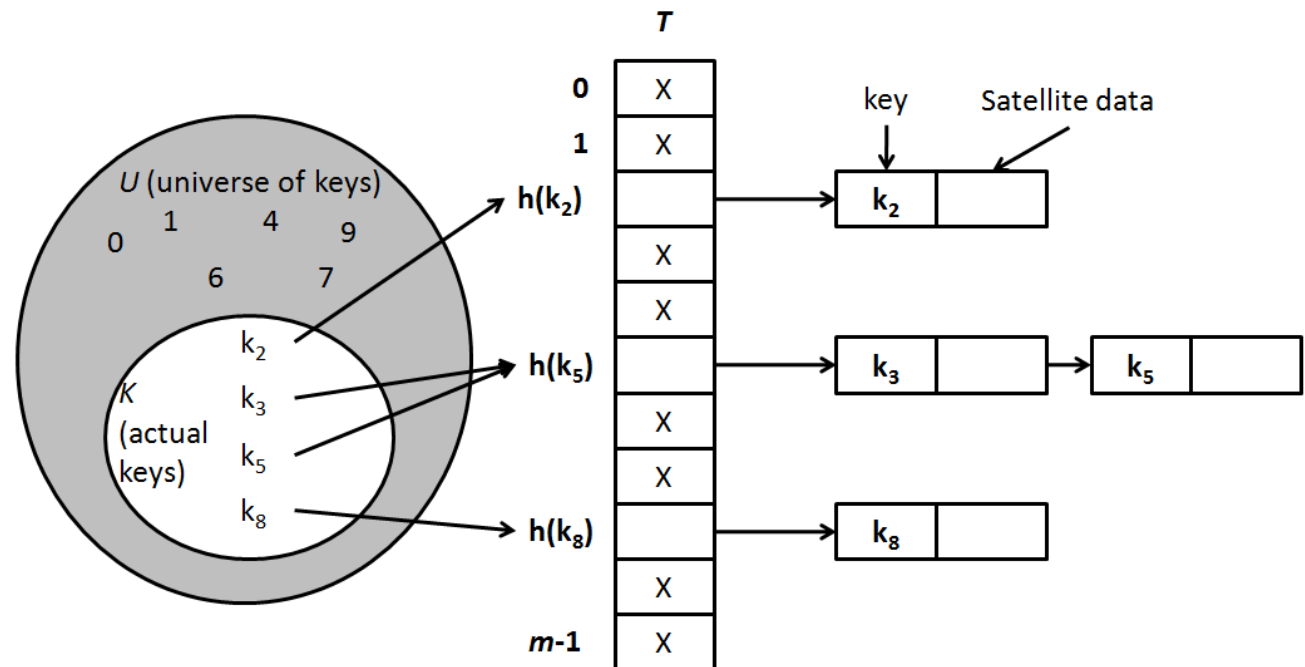 T
0 X
key Satellite data
1 X
U (universe of keys)
h(k₂) k₂
1 4 9
0
X
6 7
X
k₂
h(k₅) k₃ k₅
K k₃
(actual X
keys) k₅
X
k₈
h(k₈) k₈
X
m-1 X